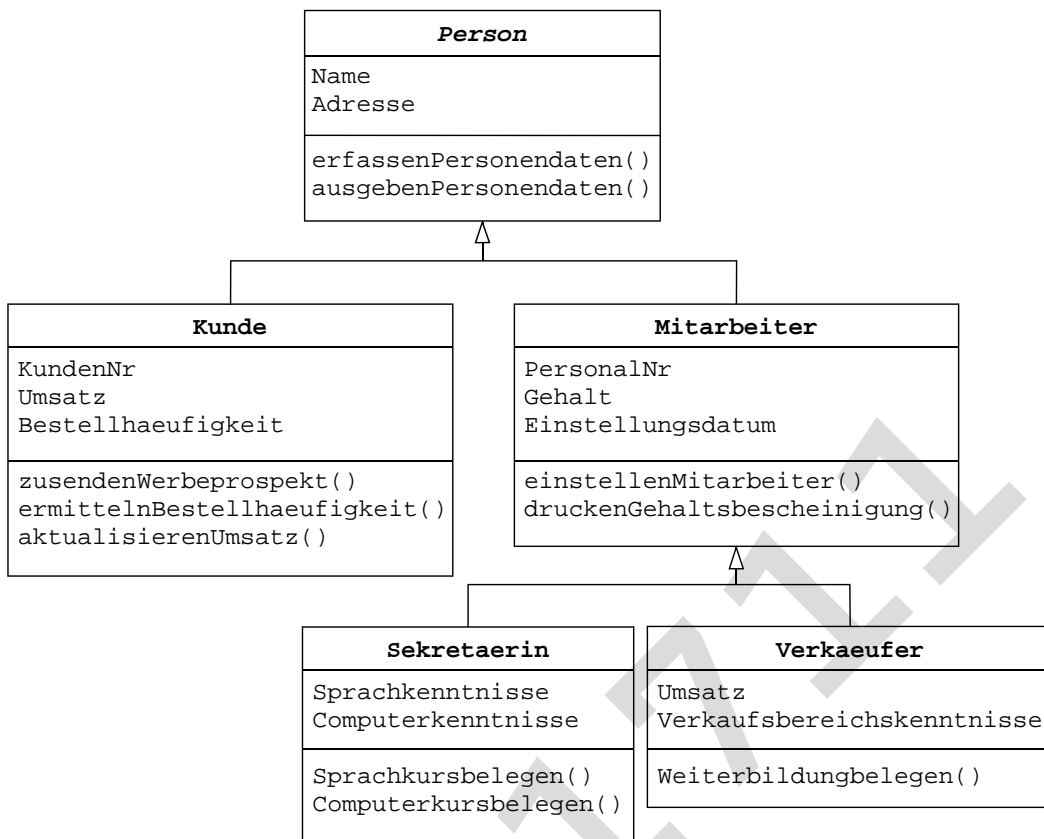 Person
Name
Adresse
erfassenPersonendaten()
ausgebenPersonendaten()
Kunde
KundenNr
Umsatz
Bestellhaeufigkeit
zusendenWerbeprospekt()
ermittelnBestellhaeufigkeit()
aktualisierenUmsatz()
Mitarbeiter
PersonalNr
Gehalt
Einstellungsdatum
einstellenMitarbeiter()
druckenGehaltsbescheinigung()
Sekretaerin
Sprachkenntnisse
Computerkenntnisse
Sprachkursbelegen()
Computerkursbelegen()
Verkaeufer
Umsatz
Verkaufsbereichskenntnisse
Weiterbildungbelegen()